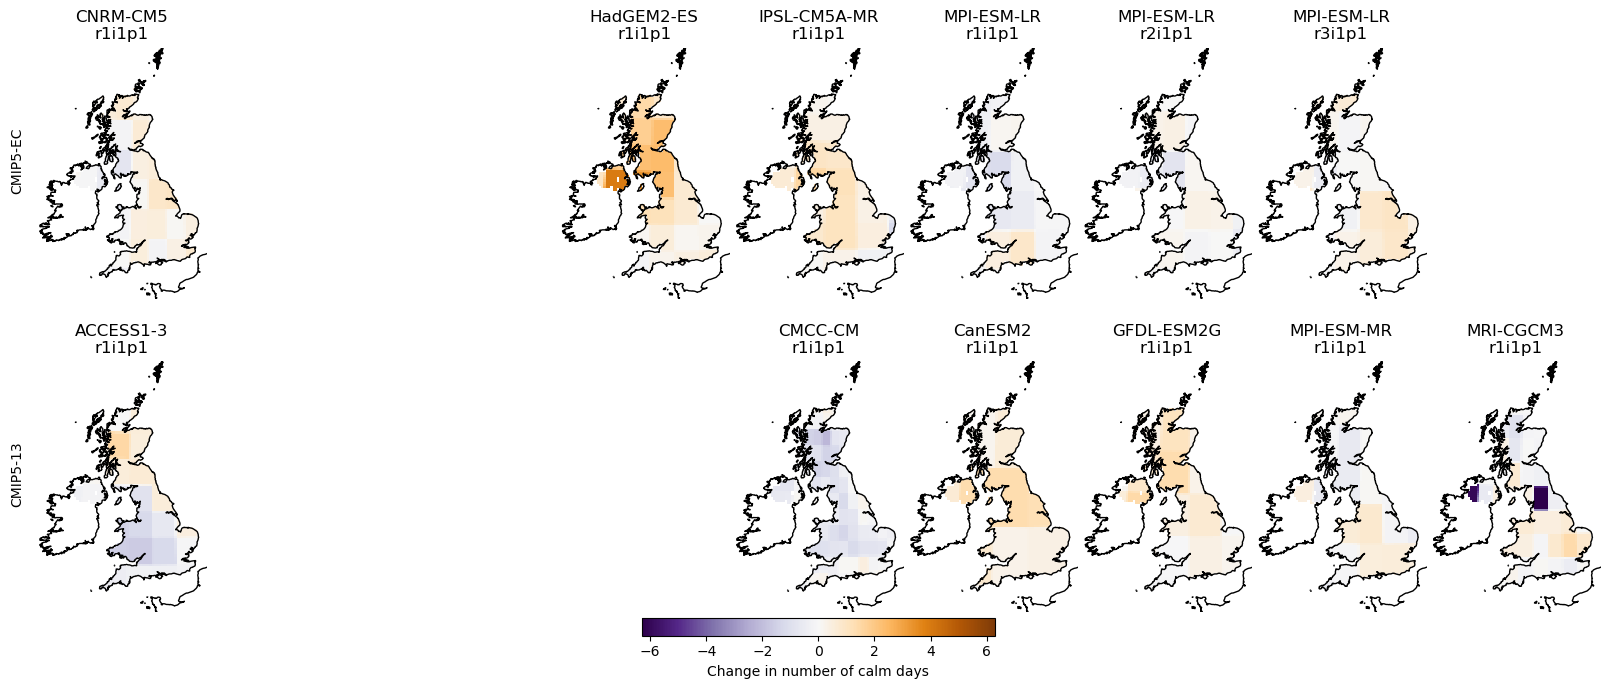 CNRM-CM5
r1i1p1
HadGEM2-ES
r1i1p1
IPSL-CM5A-MR
r1i1p1
MPI-ESM-LR
r1i1p1
MPI-ESM-LR
r2i1p1
MPI-ESM-LR
r3i1p1
CMIP5-EC
ACCESS1-3
r1i1p1
CMCC-CM
r1i1p1
CanESM2
r1i1p1
GFDL-ESM2G
r1i1p1
MPI-ESM-MR
r1i1p1
MRI-CGCM3
r1i1p1
CMIP5-13
−6 −4 −2 0 2 4 6
Change in number of calm days